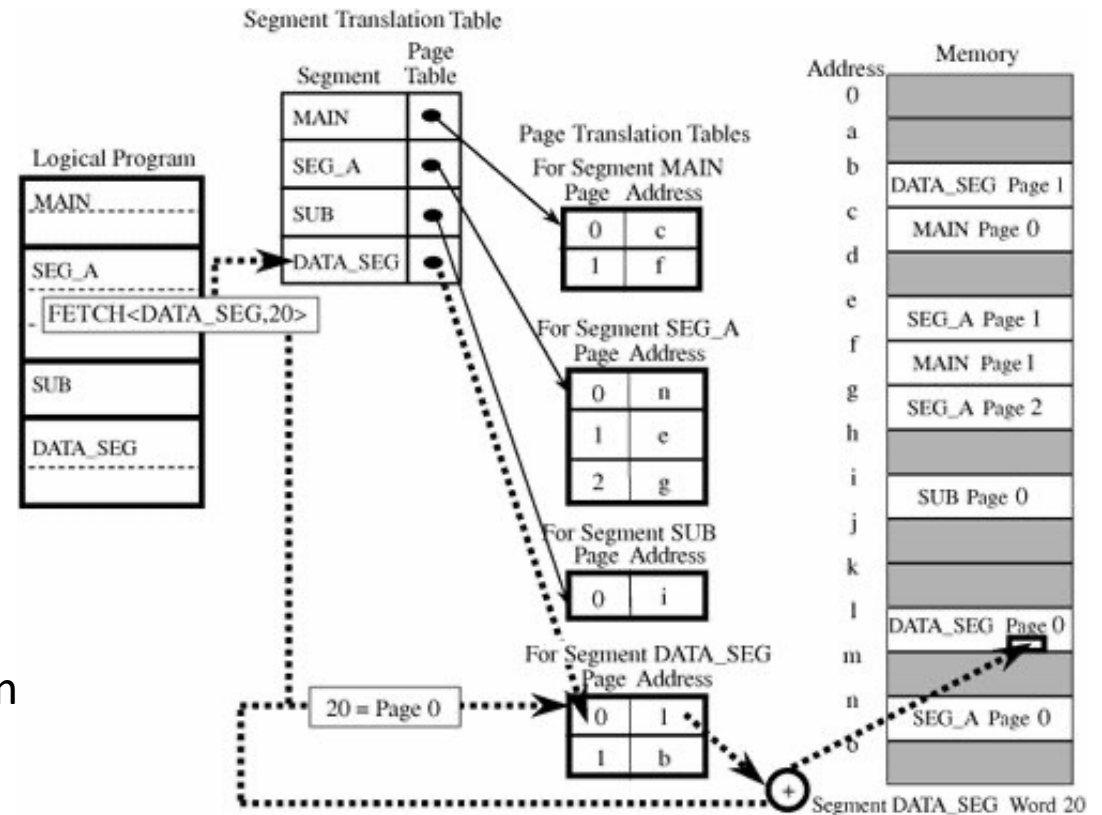 Segment Translation Table
Segment
Page
Table
MAIN
SEG_A
SUB
DATA_SEG
Logical Program
MAIN
SEG_A
FETCH<DATA_SEG,20>
SUB
DATA_SEG
n
20 = Page 0
Page Translation Tables
For Segment MAIN
Page Address
0 c
1 f
For Segment SEG_A
Page Address
0 n
1 e
2 g
For Segment SUB
Page Address
0 i
For Segment DATA_SEG
Page Address
0 l
1 b
+
Memory
Address
0
a
b
DATA_SEG Page 1
c
MAIN Page 0
d
e
SEG_A Page 1
f
MAIN Page 1
g
SEG_A Page 2
h
i
SUB Page 0
j
k
l
DATA_SEG Page 0
m
n
SEG_A Page 0
o
Segment DATA_SEG Word 20